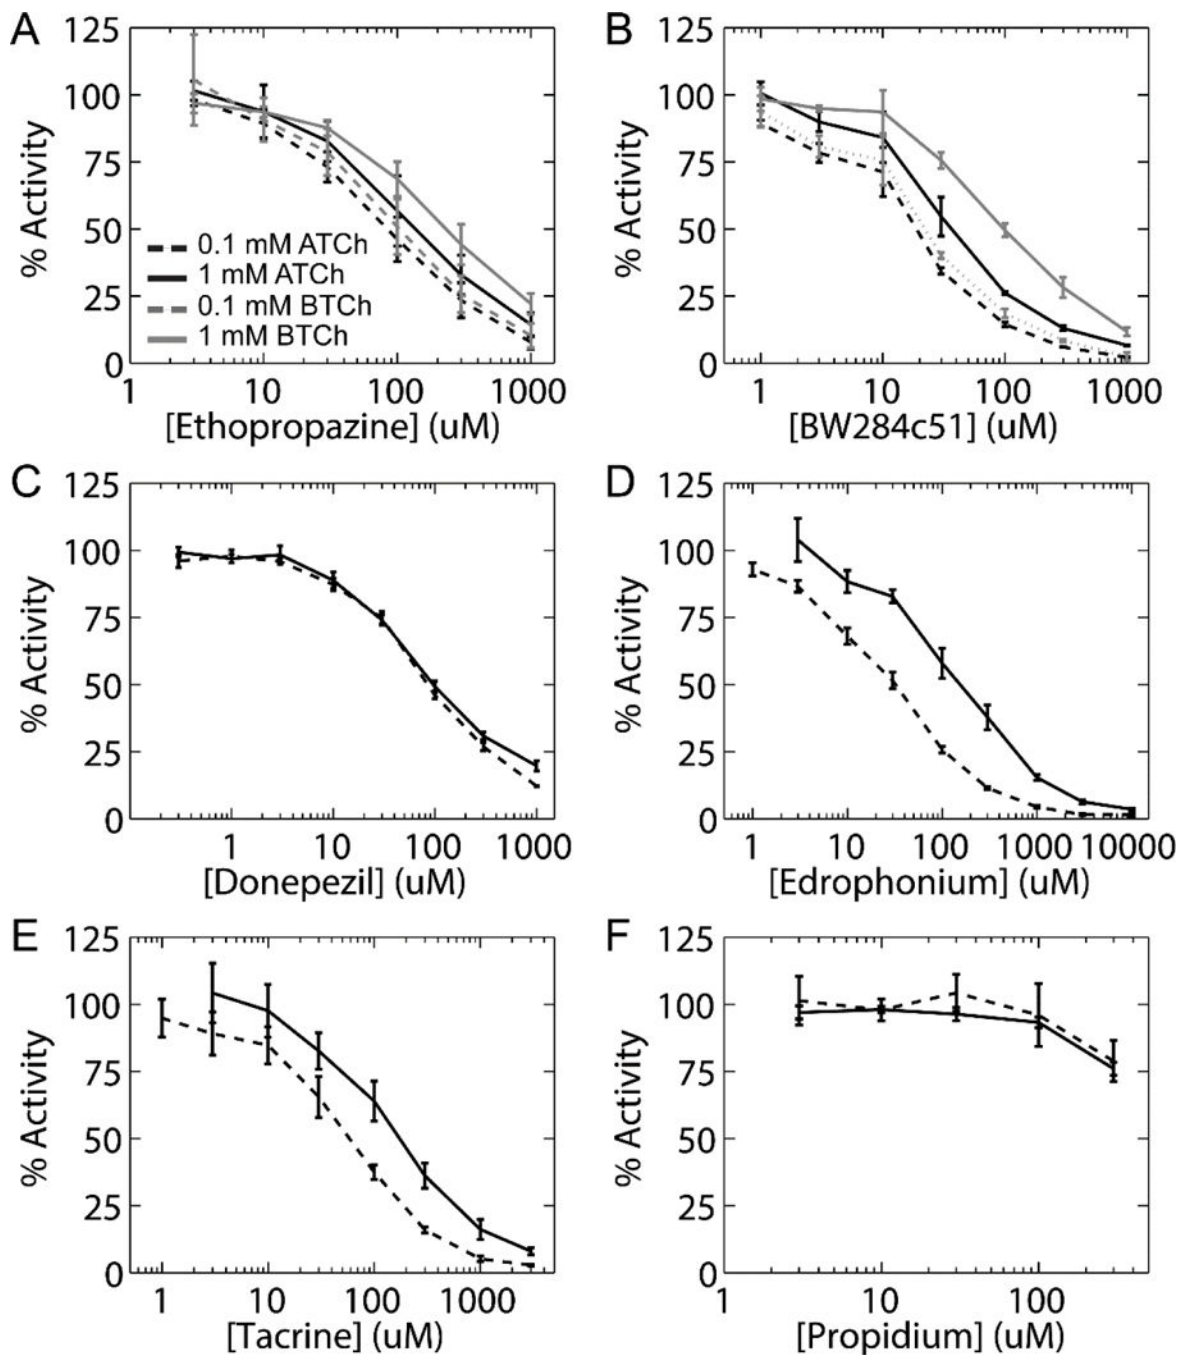 A
125
100
75
50
25
0
% Activity
0.1 mM ATCh
1 mM ATCh
0.1 mM BTCh
1 mM BTCh
1 10 100 1000
[Ethopropazine] (uM)
B
125
100
75
50
25
0
% Activity
1 10 100 1000
[BW284c51] (uM)
C
125
100
75
50
25
0
% Activity
1 10 100 1000
[Donepezil] (uM)
D
125
100
75
50
25
0
% Activity
1 10 100 1000 10000
[Edrophonium] (uM)
E
125
100
75
50
25
0
% Activity
1 10 100 1000
[Tacrine] (uM)
F
125
100
75
50
25
0
% Activity
1 10 100
[Propidium] (uM)